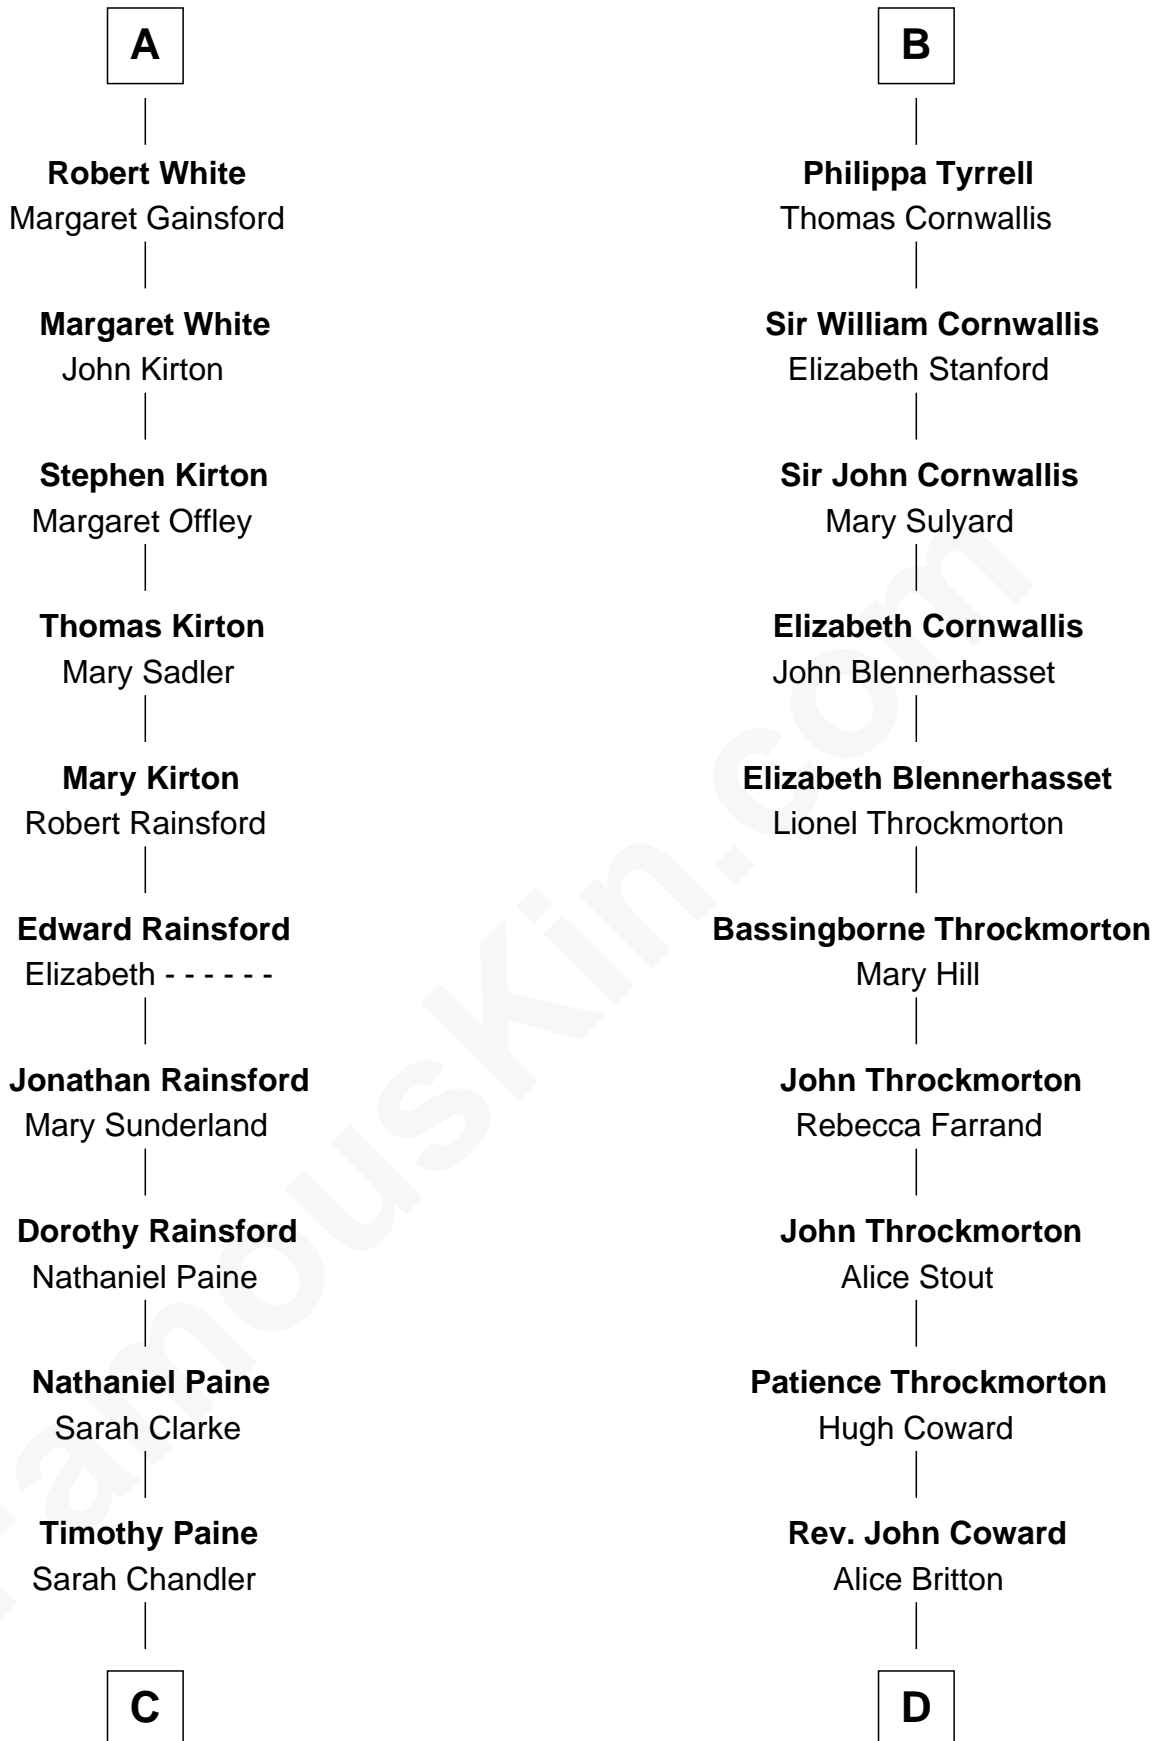 A
Robert White
Margaret Gainsford
Margaret White
John Kirton
Stephen Kirton
Margaret Offley
Thomas Kirton
Mary Sadler
Mary Kirton
Robert Rainsford
Edward Rainsford
Elizabeth - - - - - -
Jonathan Rainsford
Mary Sunderland
Dorothy Rainsford
Nathaniel Paine
Nathaniel Paine
Sarah Clarke
Timothy Paine
Sarah Chandler
C
B
Philippa Tyrrell
Thomas Cornwallis
Sir William Cornwallis
Elizabeth Stanford
Sir John Cornwallis
Mary Sulyard
Elizabeth Cornwallis
John Blennerhasset
Elizabeth Blennerhasset
Lionel Throckmorton
Bassingborne Throckmorton
Mary Hill
John Throckmorton
Rebecca Farrand
John Throckmorton
Alice Stout
Patience Throckmorton
Hugh Coward
Rev. John Coward
Alice Britton
D
FamousKin.com